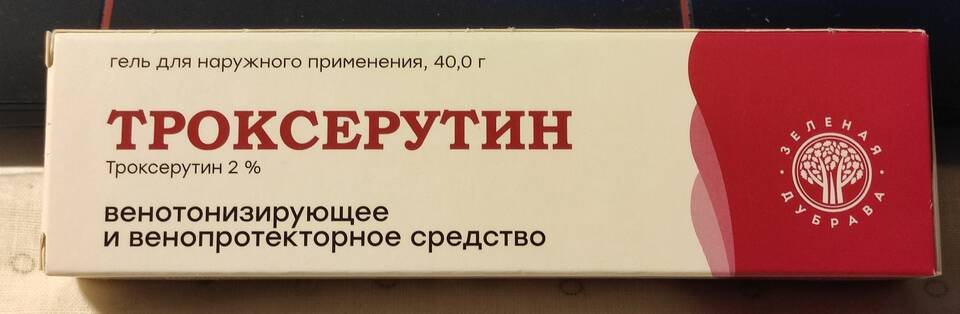 гель для наружного применения, 40,0 г
ТРОКСЕРУТИН
Троксерутин 2 %
венотонизирующее
и венопротекторное средство
ЗЕЛЕНАЯ
ДУБРАВА